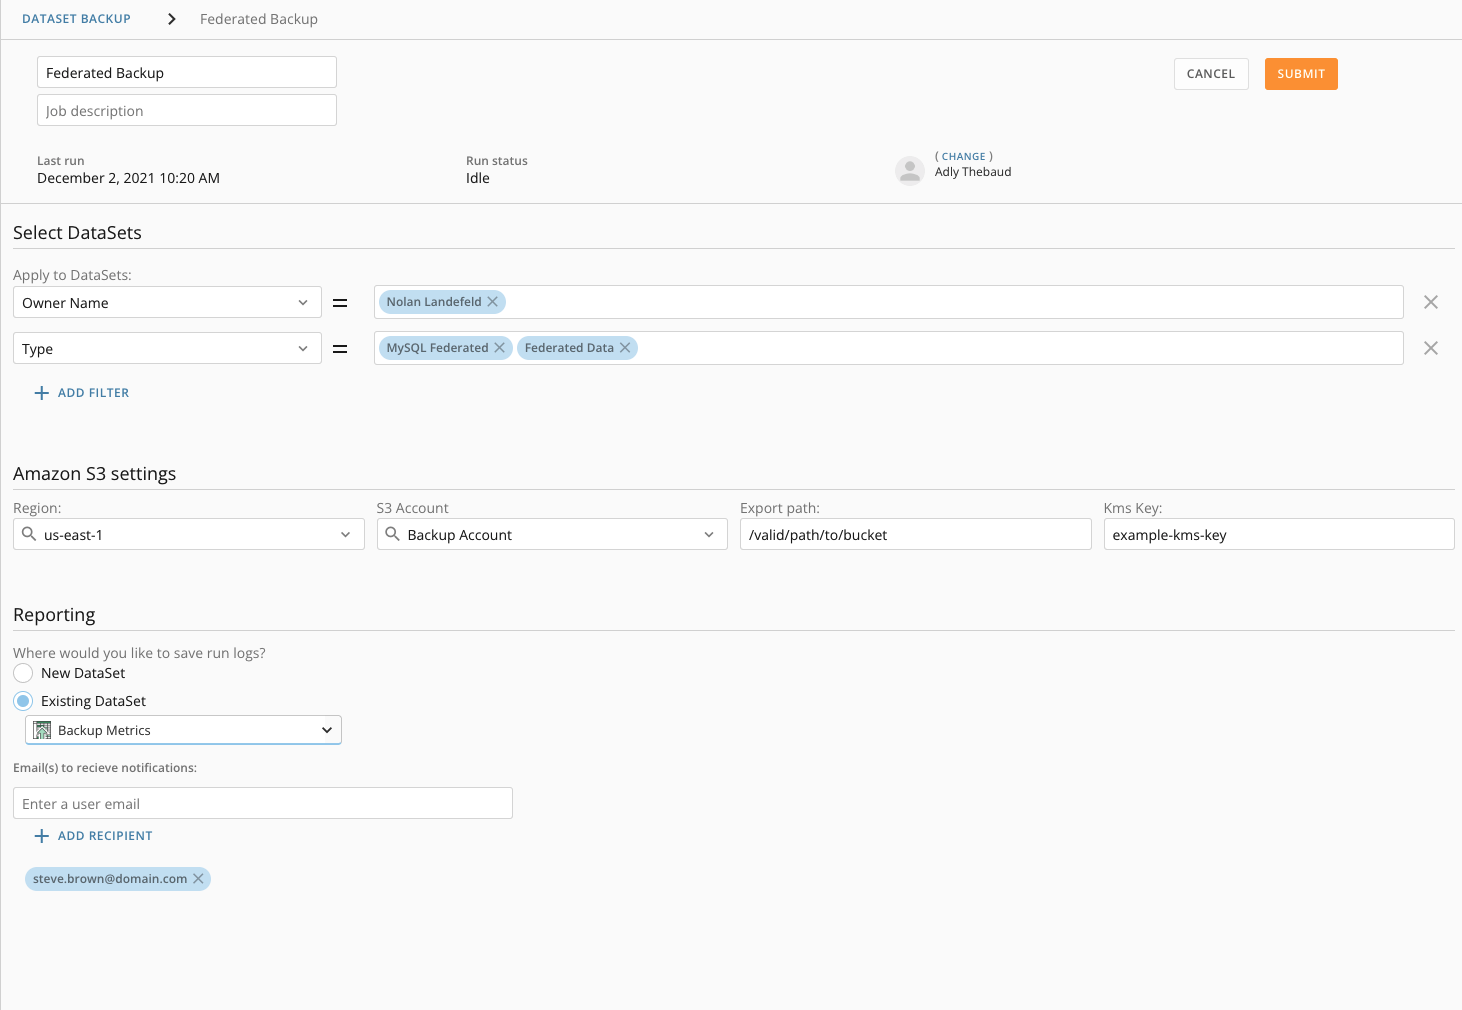 DATASET BACKUP Federated Backup
Federated Backup
CANCEL SUBMIT
Job description
Last run Run status ( CHANGE )
December 2, 2021 10:20 AM Idle Adly Thebaud
Select DataSets
Apply to DataSets:
Owner Name = Nolan Landefeld
Type = MySQL Federated Federated Data
ADD FILTER
Amazon S3 settings
Region: S3 Account Export path: Kms Key:
us-east-1 Backup Account /valid/path/to/bucket example-kms-key
Reporting
Where would you like to save run logs?
New DataSet
Existing DataSet
Backup Metrics
Email(s) to recieve notifications:
Enter a user email
ADD RECIPIENT
steve.brown@domain.com